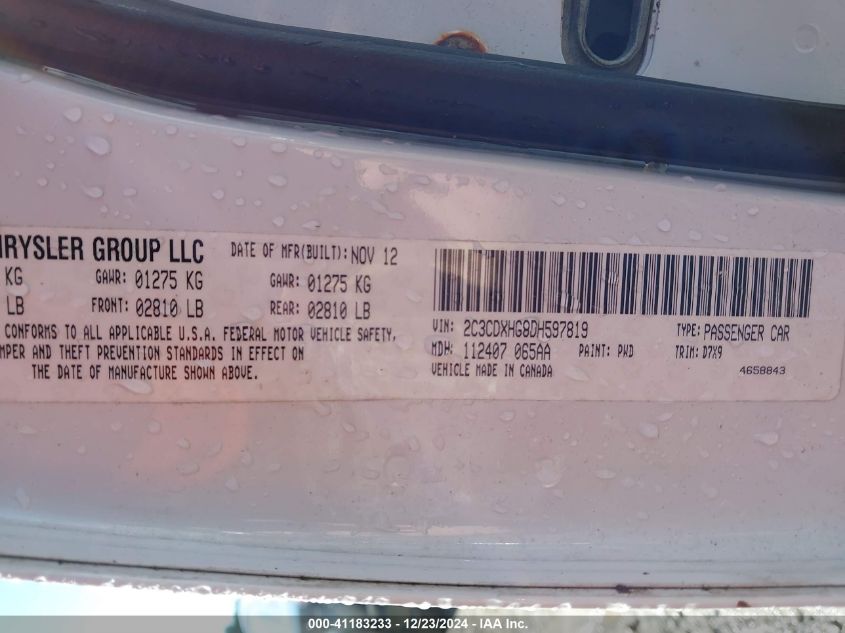 HRYSLER GROUP LLC DATE OF MFR(BUILT): NOV 12
KG GAWR: 01275 KG GAWR: 01275 KG
LB FRONT: 02810 LB REAR: 02810 LB
CONFORMS TO ALL APPLICABLE U.S.A. FEDERAL MOTOR VEHICLE SAFETY,
MPER AND THEFT PREVENTION STANDARDS IN EFFECT ON
THE DATE OF MANUFACTURE SHOWN ABOVE.
VIN: 2C3CDXHG8DH597819 TYPE: PASSENGER CAR
MDH: 112407 065AA PAINT: PWD TRIM: D7X9
VEHICLE MADE IN CANADA 4658843
000-41183233 - 12/23/2024 - IAA Inc.